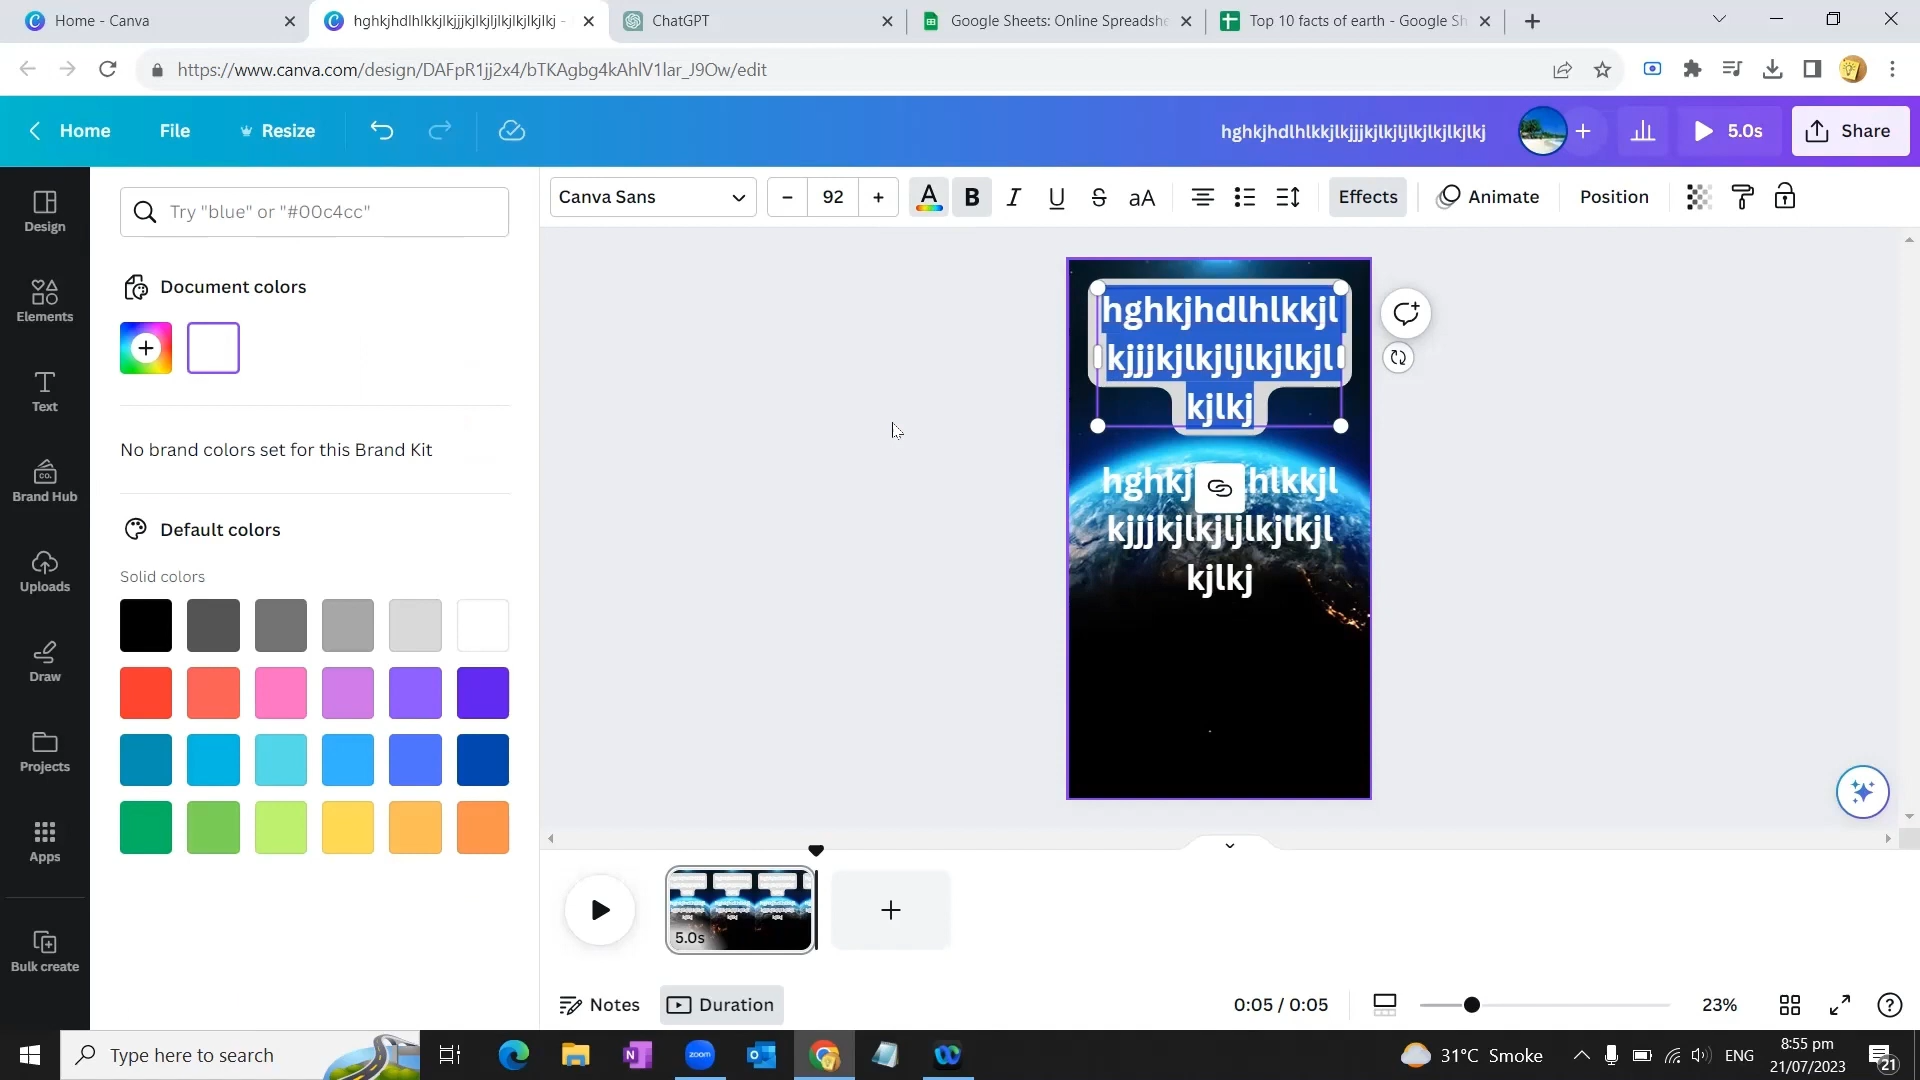 Home - Canva
hghkjhdlhlkkjlkjjjkjlkjljlkjlkjlkjlkj -
ChatGPT
Google Sheets: Online Spreadshe
Top 10 facts of earth - Google Sh
https://www.canva.com/design/DAFpR1jj2x4/bTKAgbg4kAhlV1lar_J9Ow/edit
Home
File
Resize
hghkjhdlhlkkjlkjjjkjlkjljlkjlkjlkjlkj
5.0s
Share
Canva Sans
92
Effects
Animate
Position
Design
Elements
Text
Brand Hub
Uploads
Draw
Projects
Apps
Bulk create
Try "blue" or "#00c4cc"
Document colors
No brand colors set for this Brand Kit
Default colors
Solid colors
hghkjhdlhlkkjl
kjjjkjlkjljlkjlkjl
kjlkj
hghkj hlkkjl
kjjjkjlkjljlkjlkjl
kjlkj
5.0s
Notes
Duration
0:05 / 0:05
23%
Type here to search
31°C Smoke
ENG
8:55 pm
21/07/2023
21